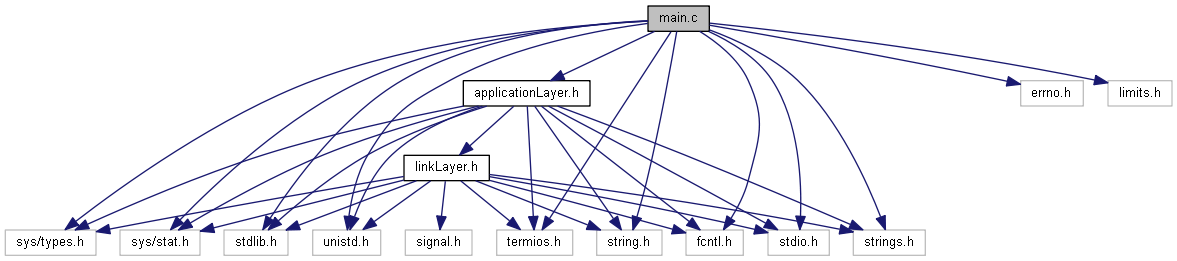 main.c
applicationLayer.h
errno.h
limits.h
linkLayer.h
sys/types.h
sys/stat.h
stdlib.h
unistd.h
signal.h
termios.h
string.h
fcntl.h
stdio.h
strings.h